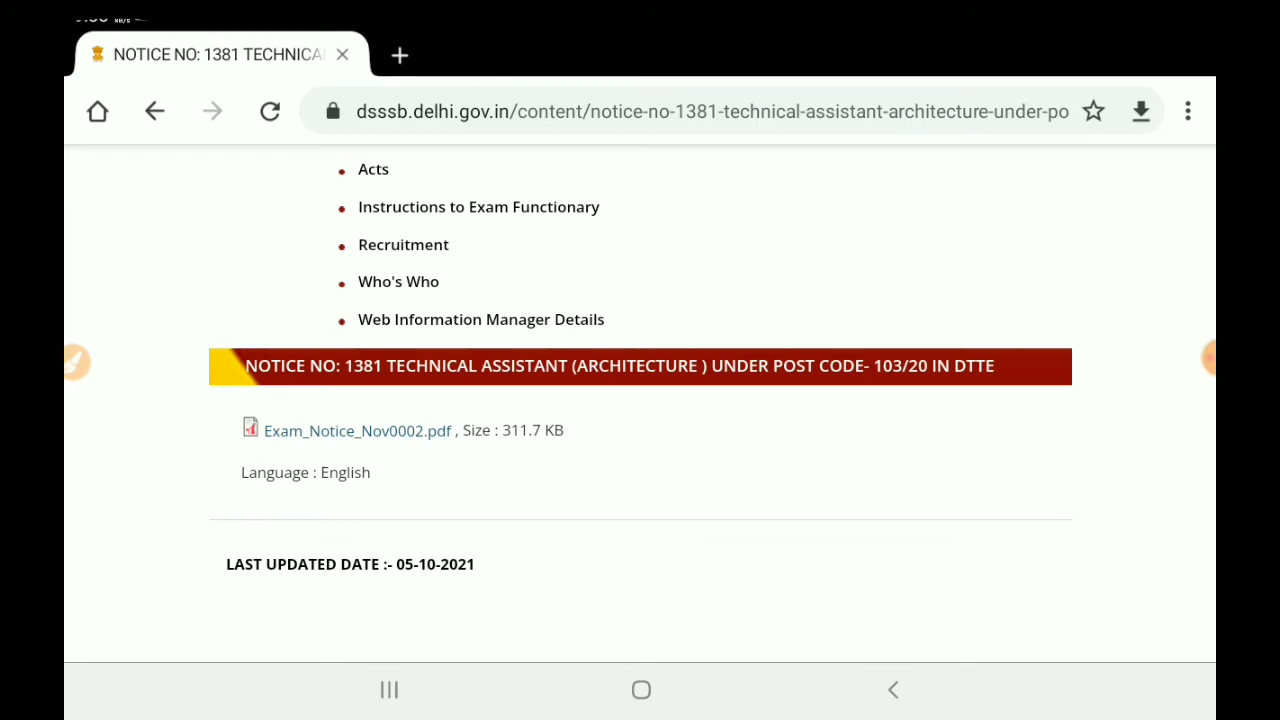 KB/S
NOTICE NO: 1381 TECHNICA
dsssb.delhi.gov.in/content/notice-no-1381-technical-assistant-architecture-under-po
Acts
Instructions to Exam Functionary
Recruitment
Who's Who
Web Information Manager Details
NOTICE NO: 1381 TECHNICAL ASSISTANT (ARCHITECTURE ) UNDER POST CODE- 103/20 IN DTTE
Exam_Notice_Nov0002.pdf , Size : 311.7 KB
Language : English
LAST UPDATED DATE :- 05-10-2021